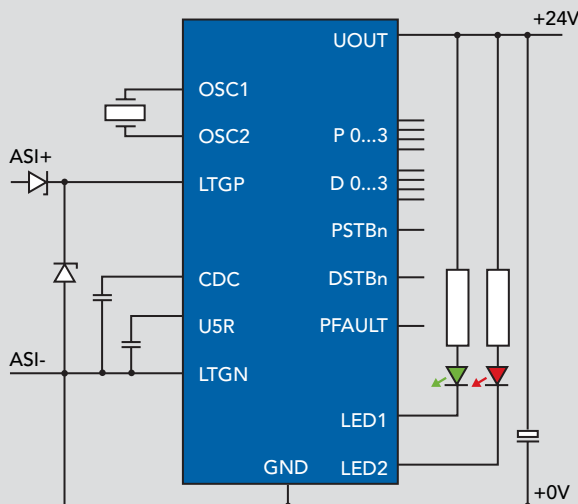 +24V
UOUT
OSC1
OSC2
P 0...3
ASI+
LTGP
D 0...3
PSTBn
CDC
DSTBn
U5R
PFAULT
ASI-
LTGN
LED1
GND
LED2
+0V